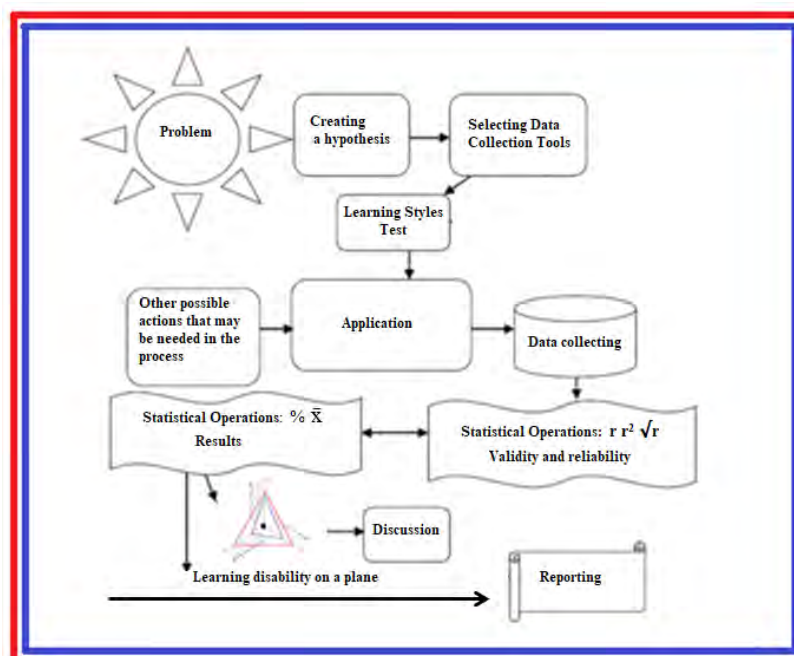 Problem
Creating
a hypothesis
Selecting Data
Collection Tools
Learning Styles
Test
Other possible
actions that may
be needed in the
process
Application
Data collecting
Statistical Operations: % X̄
Results
Statistical Operations: r r² √r
Validity and reliability
Discussion
Learning disability on a plane
Reporting